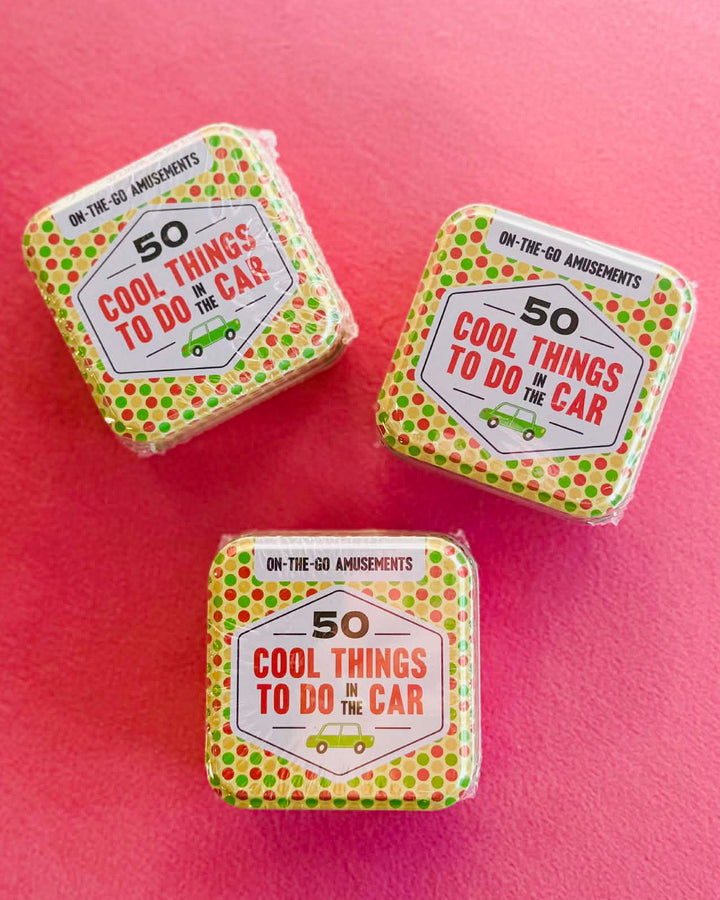 ON-THE-GO AMUSEMENTS
50
COOL THINGS
TO DO IN THE CAR
ON-THE-GO AMUSEMENTS
50
COOL THINGS
TO DO IN THE CAR
ON-THE-GO AMUSEMENTS
50
COOL THINGS
TO DO IN THE CAR